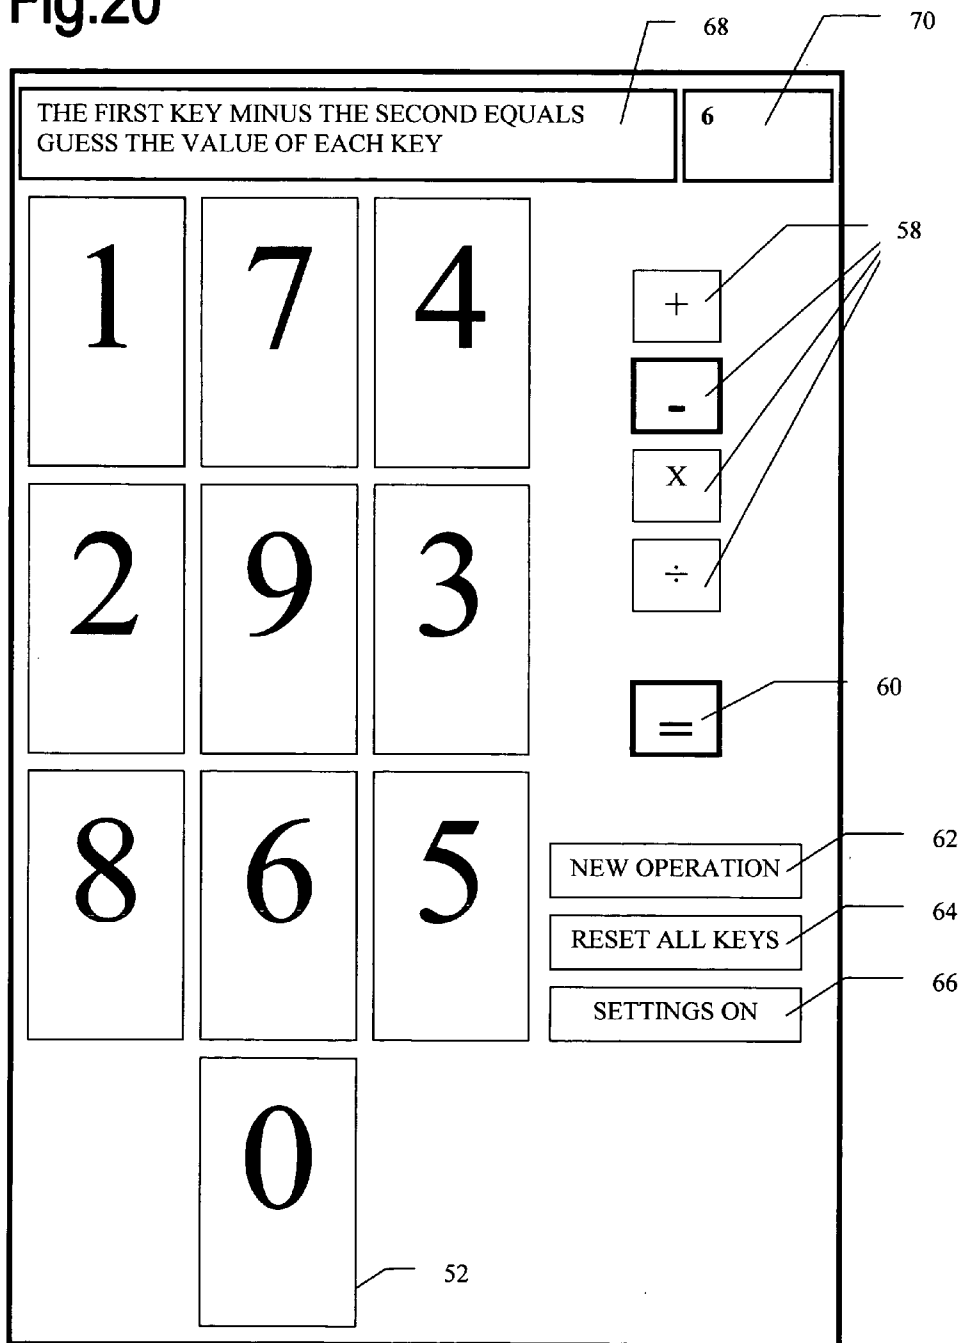 Fig.20
68
70
THE FIRST KEY MINUS THE SECOND EQUALS
GUESS THE VALUE OF EACH KEY
6
1 7 4
58
+
-
X
÷
2 9 3
=
60
8 6 5
NEW OPERATION
62
RESET ALL KEYS
64
SETTINGS ON
66
0
52